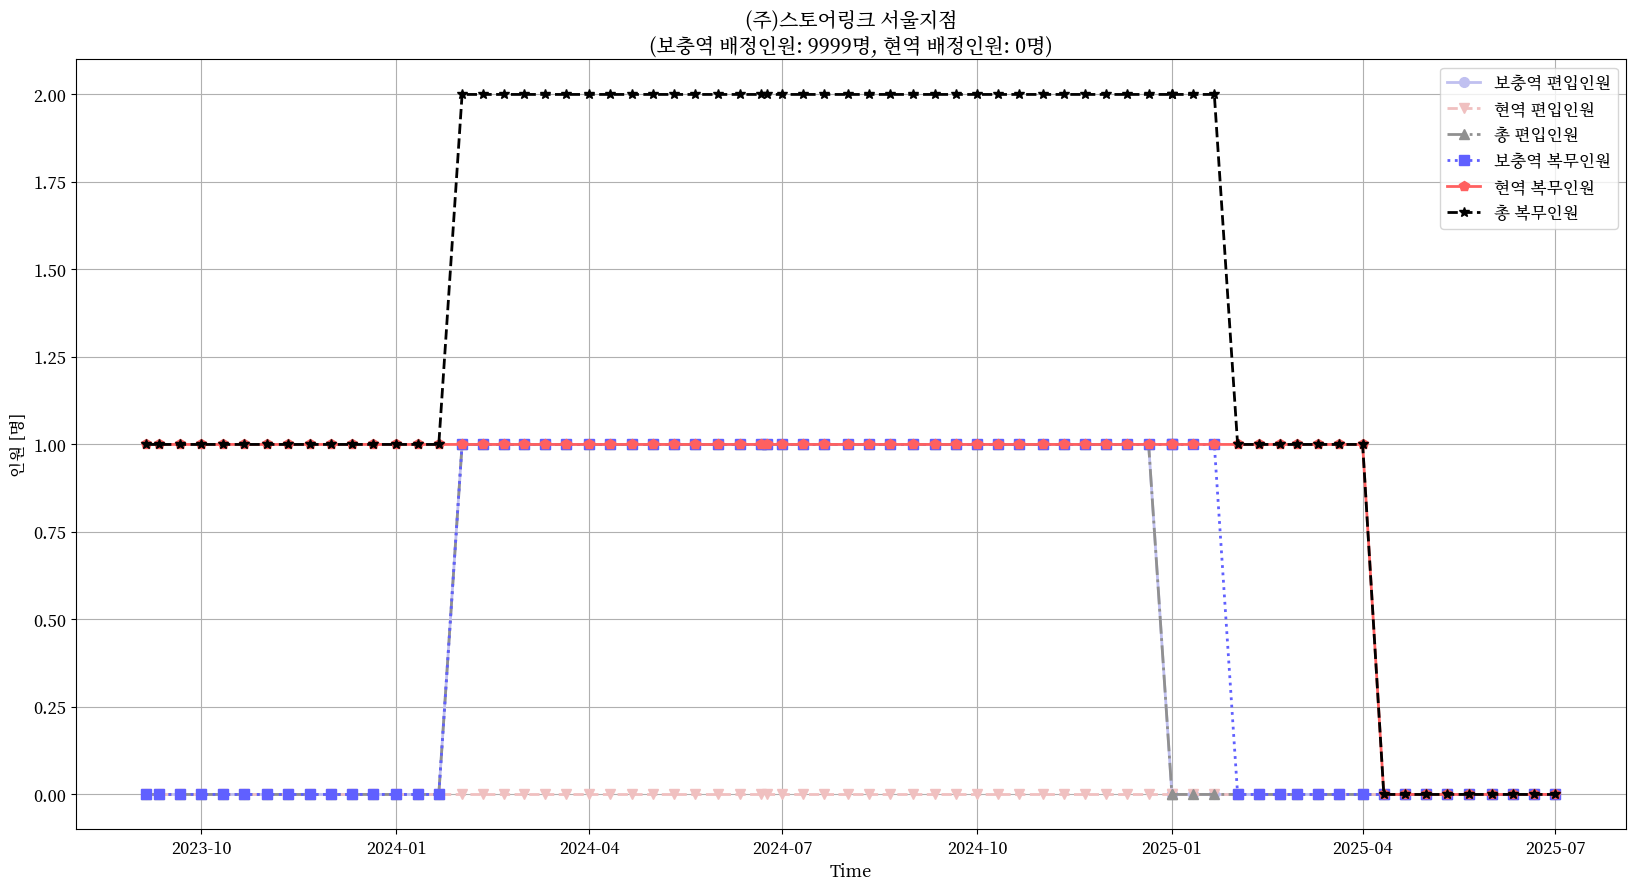 (주)스토어링크 서울지점
(보충역 배정인원: 9999명, 현역 배정인원: 0명)
보충역 편입인원
현역 편입인원
총 편입인원
보충역 복무인원
현역 복무인원
총 복무인원
인원 [명]
2.00
1.75
1.50
1.25
1.00
0.75
0.50
0.25
0.00
2023-10
2024-01
2024-04
2024-07
2024-10
2025-01
2025-04
2025-07
Time